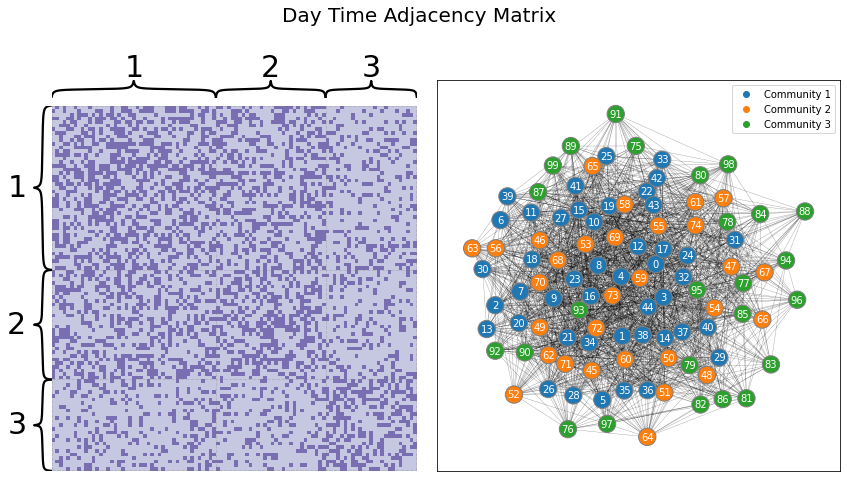 Day Time Adjacency Matrix
1 2 3
1
2
3
Community 1
Community 2
Community 3
91
89 75
25 33
99 65 98
42 80
41 22
87
39 57
19 58 43 61
11 15 88
6 27 10 84
55 74 78
46 69 31
63 56 53 12 17
18 68 24 94
30 8 0 47 67
4 59 32
70 23 77
7 95
9 16 73 3 96
2 93 44 54
85 66
20 49 72 40
13 37
21 34 1 38 14
92 90 62 60 50 29
71 79 83
45 48
26 35 36 51
52 28 5 81
82 86
76 97
64